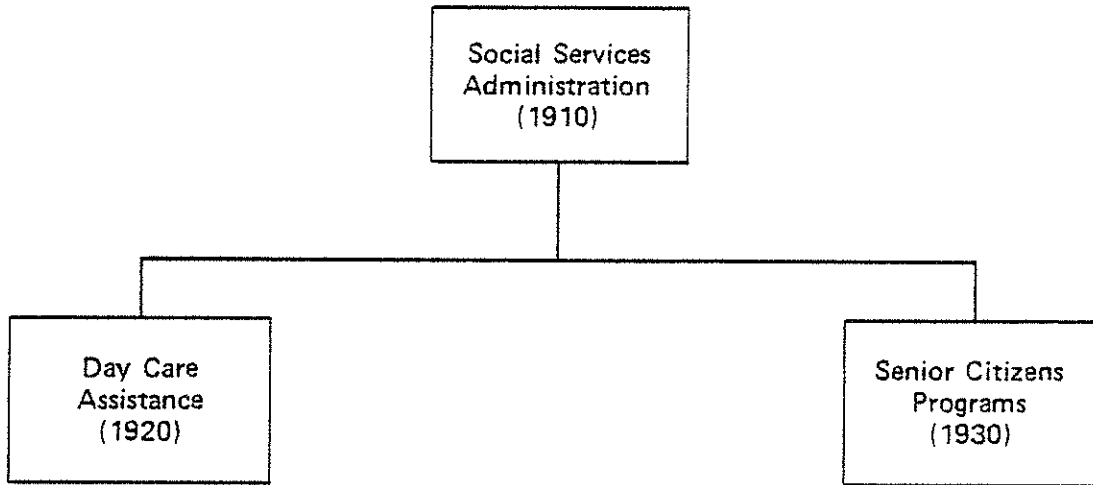 Social Services
Administration
(1910)
Day Care
Assistance
(1920)
Senior Citizens
Programs
(1930)